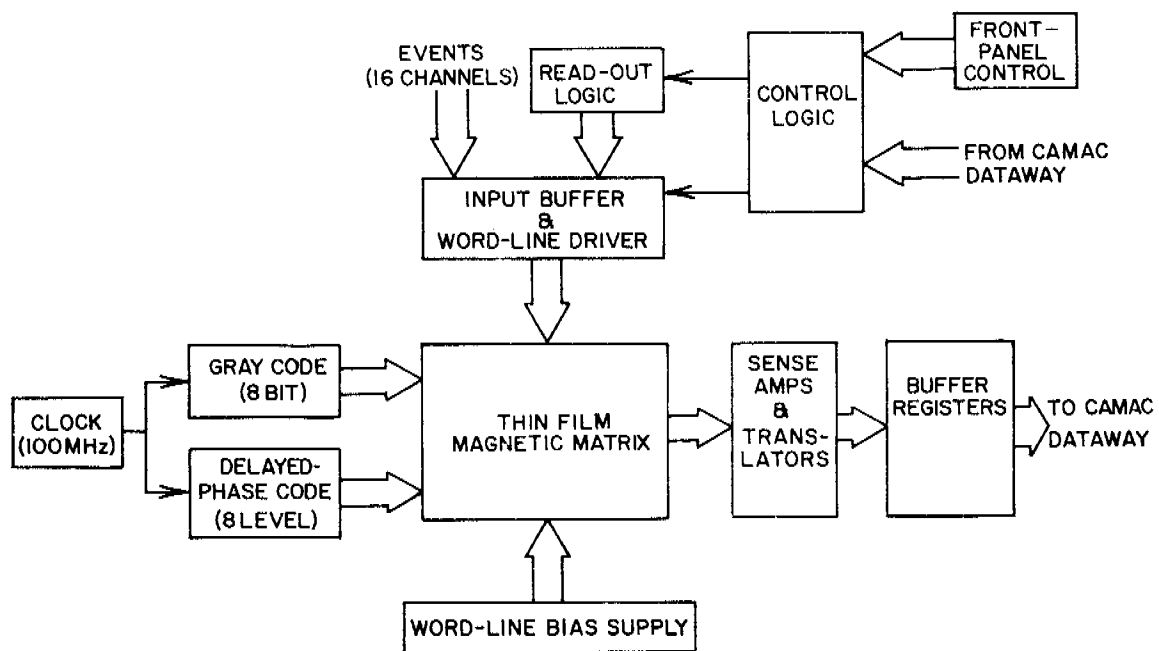 EVENTS
(16 CHANNELS)
READ-OUT
LOGIC
CONTROL
LOGIC
FRONT-
PANEL
CONTROL
FROM CAMAC
DATAWAY
INPUT BUFFER
&
WORD-LINE DRIVER
CLOCK
(100MHz)
GRAY CODE
(8 BIT)
DELAYED-
PHASE CODE
(8 LEVEL)
THIN FILM
MAGNETIC MATRIX
SENSE
AMPS
&
TRANS-
LATORS
BUFFER
REGISTERS
TO CAMAC
DATAWAY
WORD-LINE BIAS SUPPLY